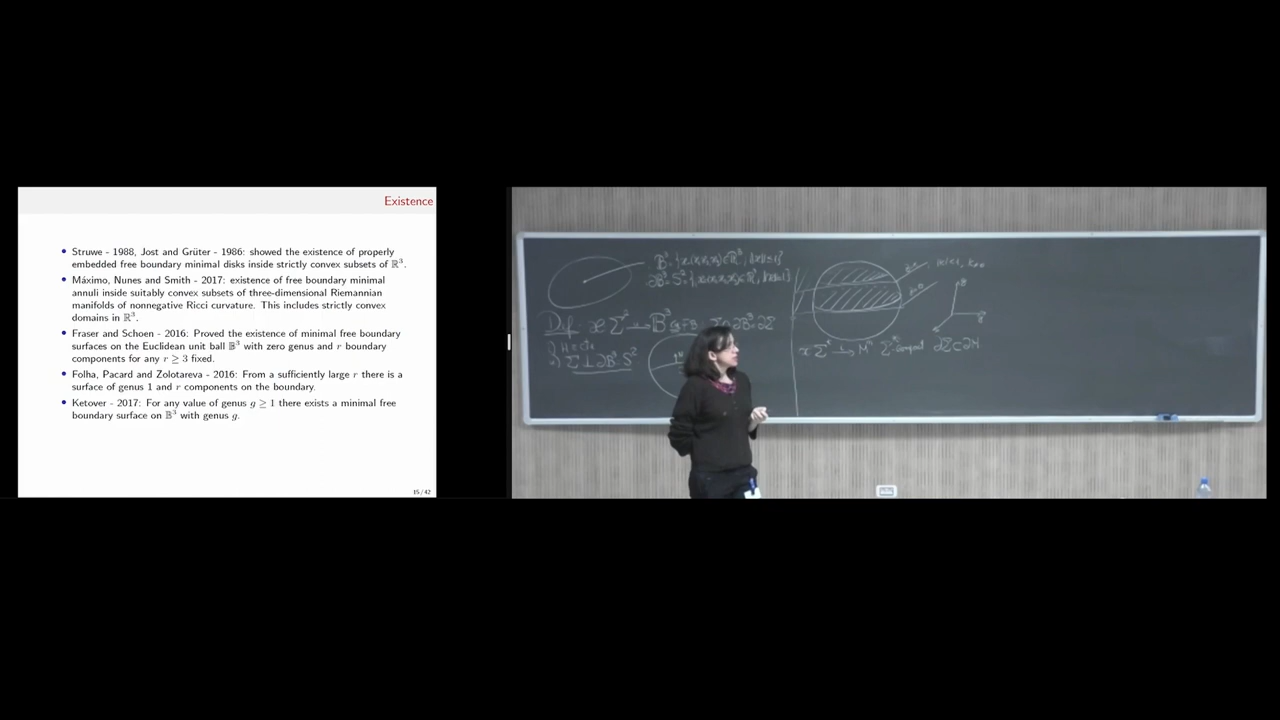 Existence
• Struwe - 1988, Jost and Grüter - 1986: showed the existence of properly
embedded free boundary minimal disks inside strictly convex subsets of ℝ³.
• Máximo, Nunes and Smith - 2017: existence of free boundary minimal
annuli inside suitably convex subsets of three-dimensional Riemannian
manifolds of nonnegative Ricci curvature. This includes strictly convex
domains in ℝ³.
• Fraser and Schoen - 2016: Proved the existence of minimal free boundary
surfaces on the Euclidean unit ball 𝔹³ with zero genus and r boundary
components for any r ≥ 3 fixed.
• Folha, Pacard and Zolotareva - 2016: From a sufficiently large r there is a
surface of genus 1 and r components on the boundary.
• Ketover - 2017: For any value of genus g ≥ 1 there exists a minimal free
boundary surface on 𝔹³ with genus g.
15 / 42
Def
Σ ⊥ ∂B³ S²
∂Σ ⊂ ∂M